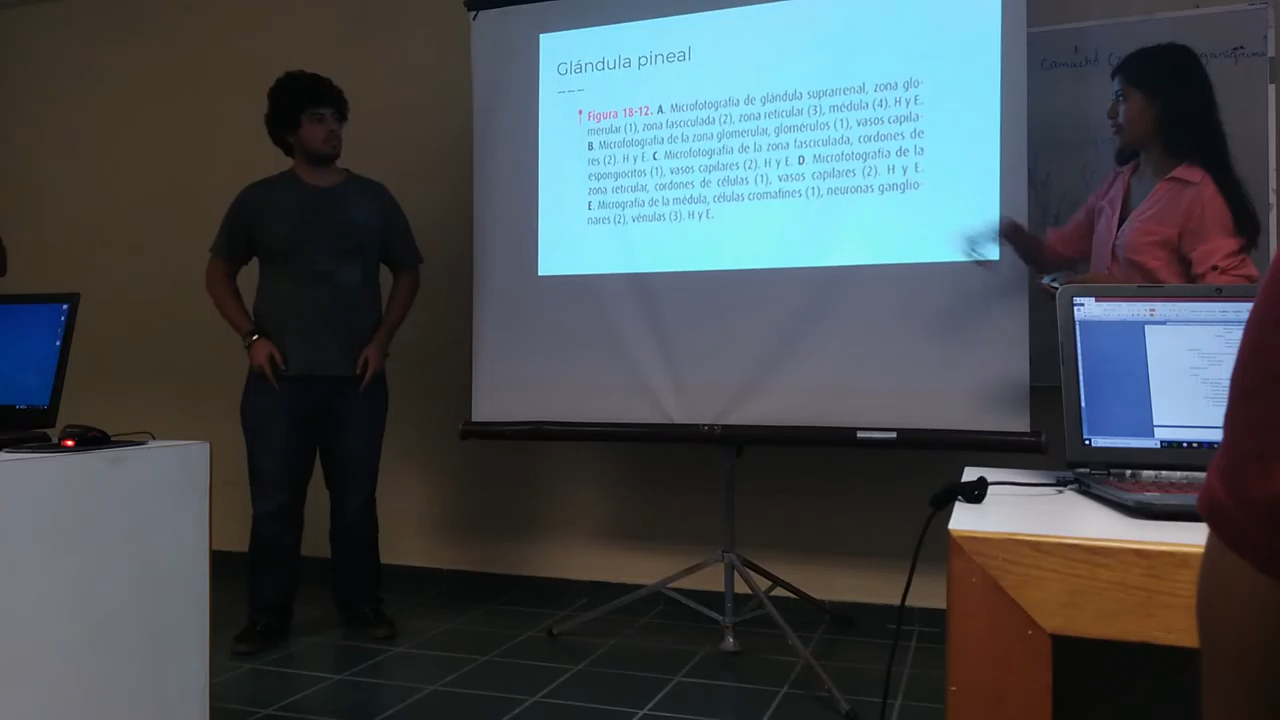 Glándula pineal
Figura 18-12. A. Microfotografía de glándula suprarrenal, zona glo-
merular (1), zona fasciculada (2), zona reticular (3), médula (4). H y E.
B. Microfotografía de la zona glomerular, glomérulos (1), vasos capila-
res (2). H y E. C. Microfotografía de la zona fasciculada, cordones de
espongiocitos (1), vasos capilares (2). H y E. D. Microfotografía de la
zona reticular, cordones de células (1), vasos capilares (2). H y E.
E. Micrografía de la médula, células cromafines (1), neuronas ganglio-
nares (2), vénulas (3). H y E.
Camacho